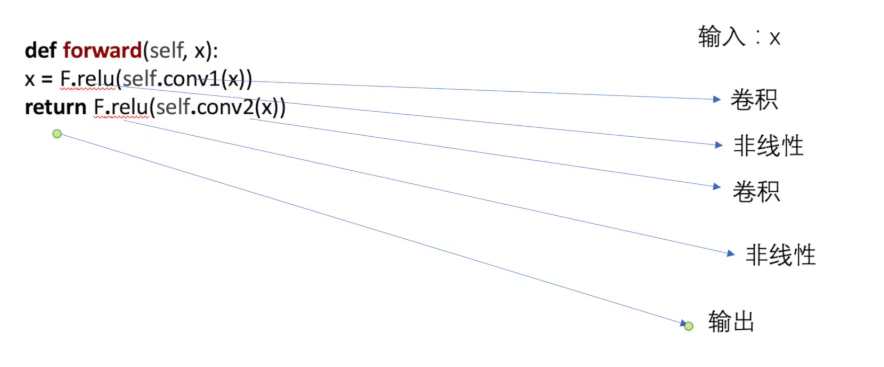 def forward(self, x):
x = F.relu(self.conv1(x))
return F.relu(self.conv2(x))
输入：x
卷积
非线性
卷积
非线性
输出